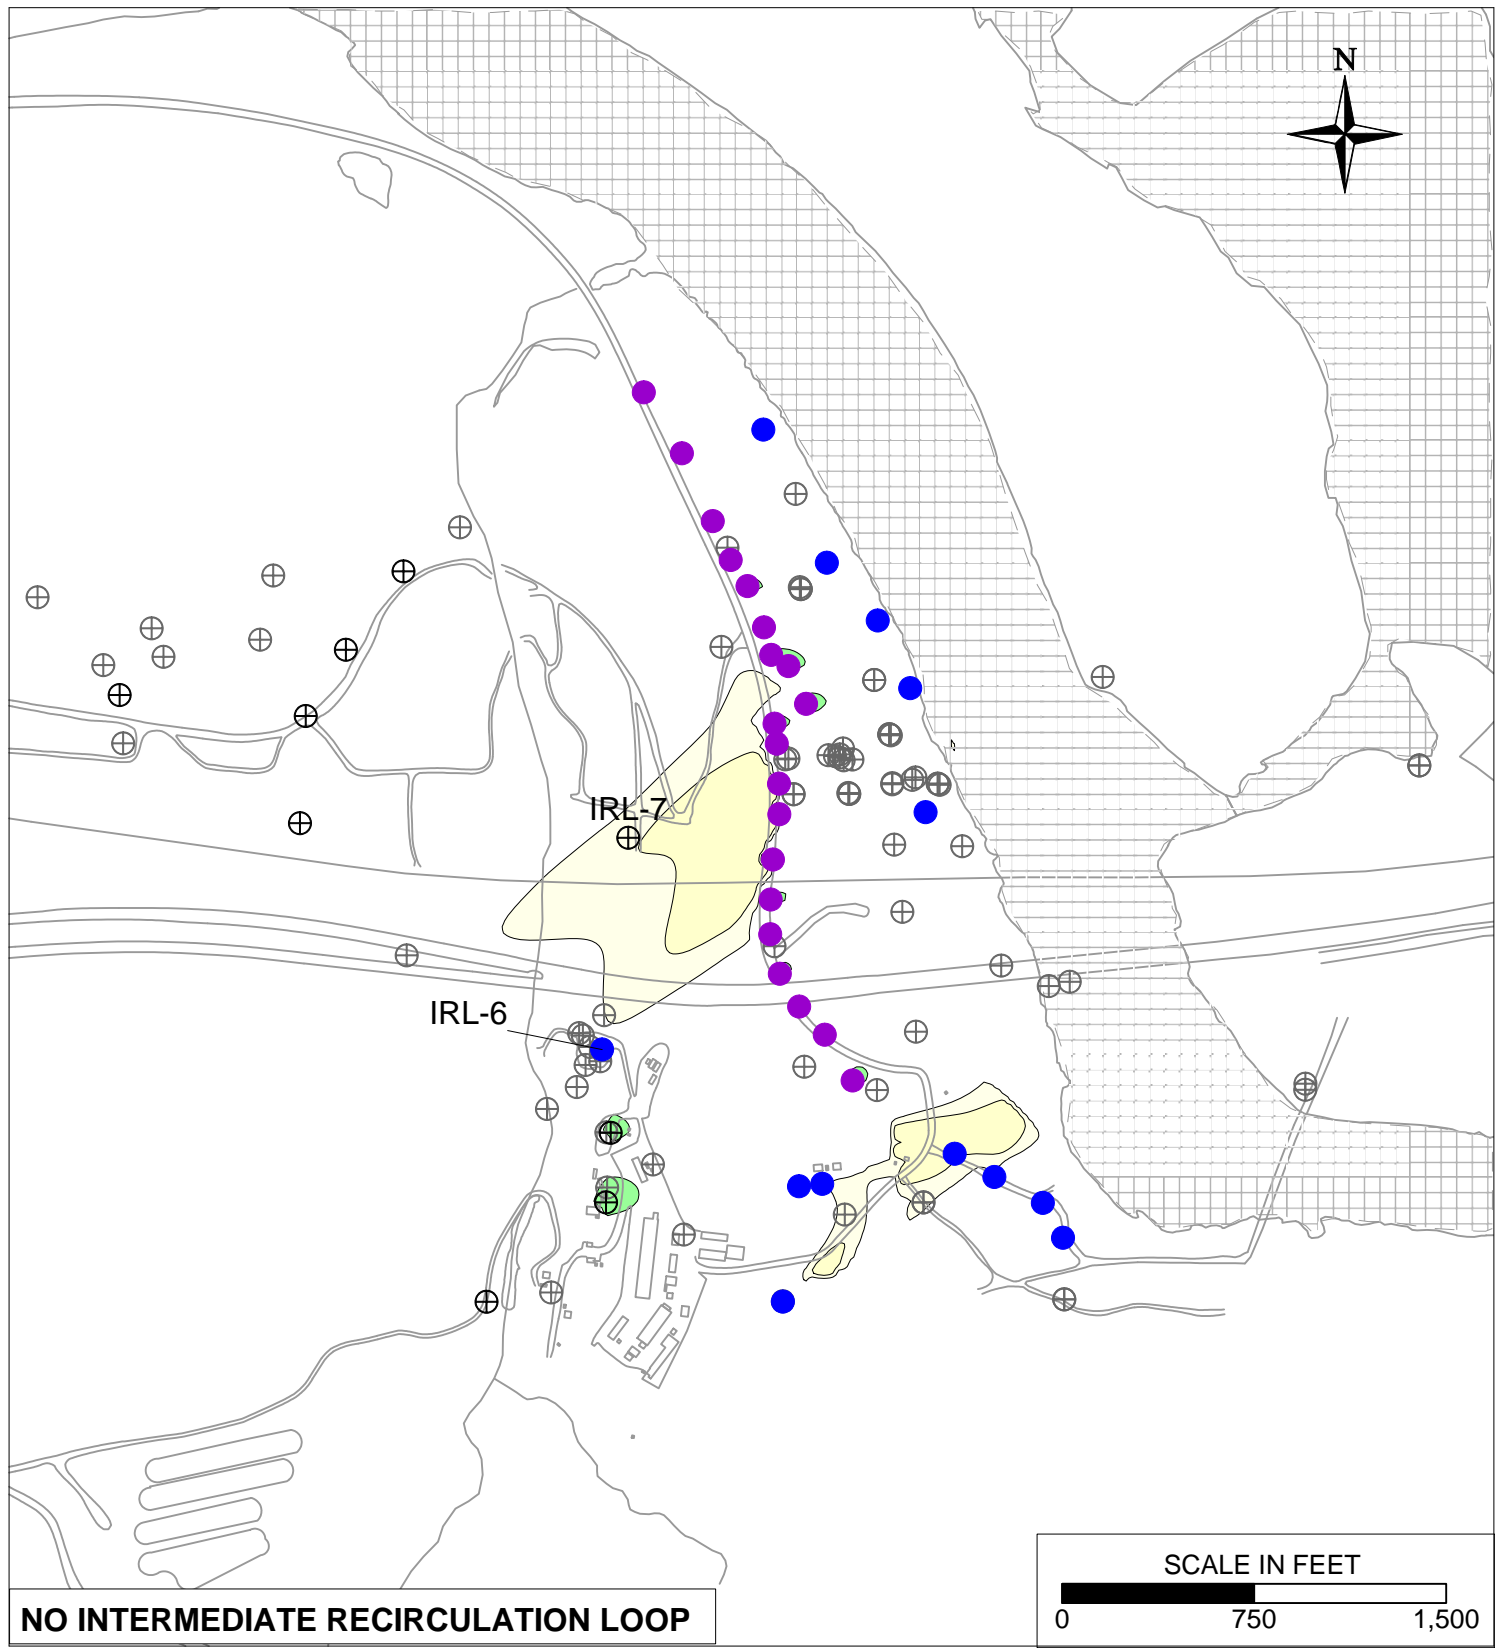 N
IRL-7
IRL-6
SCALE IN FEET
0 750 1,500
NO INTERMEDIATE RECIRCULATION LOOP